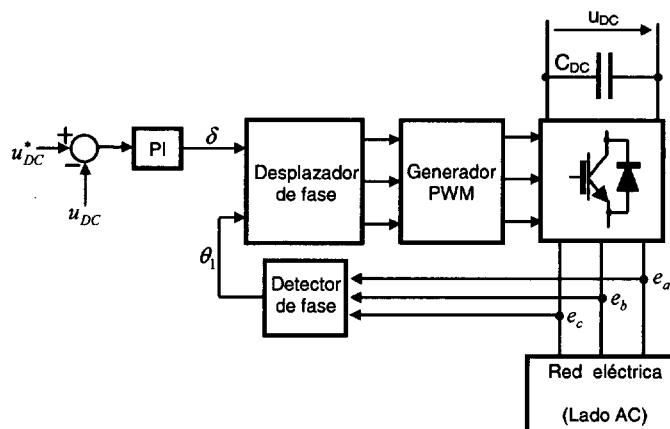 u_DC
C_DC
u*_DC
+
−
PI
δ
u_DC
Desplazador
de fase
Generador
PWM
θ₁
Detector
de fase
e_a
e_b
e_c
Red eléctrica
(Lado AC)